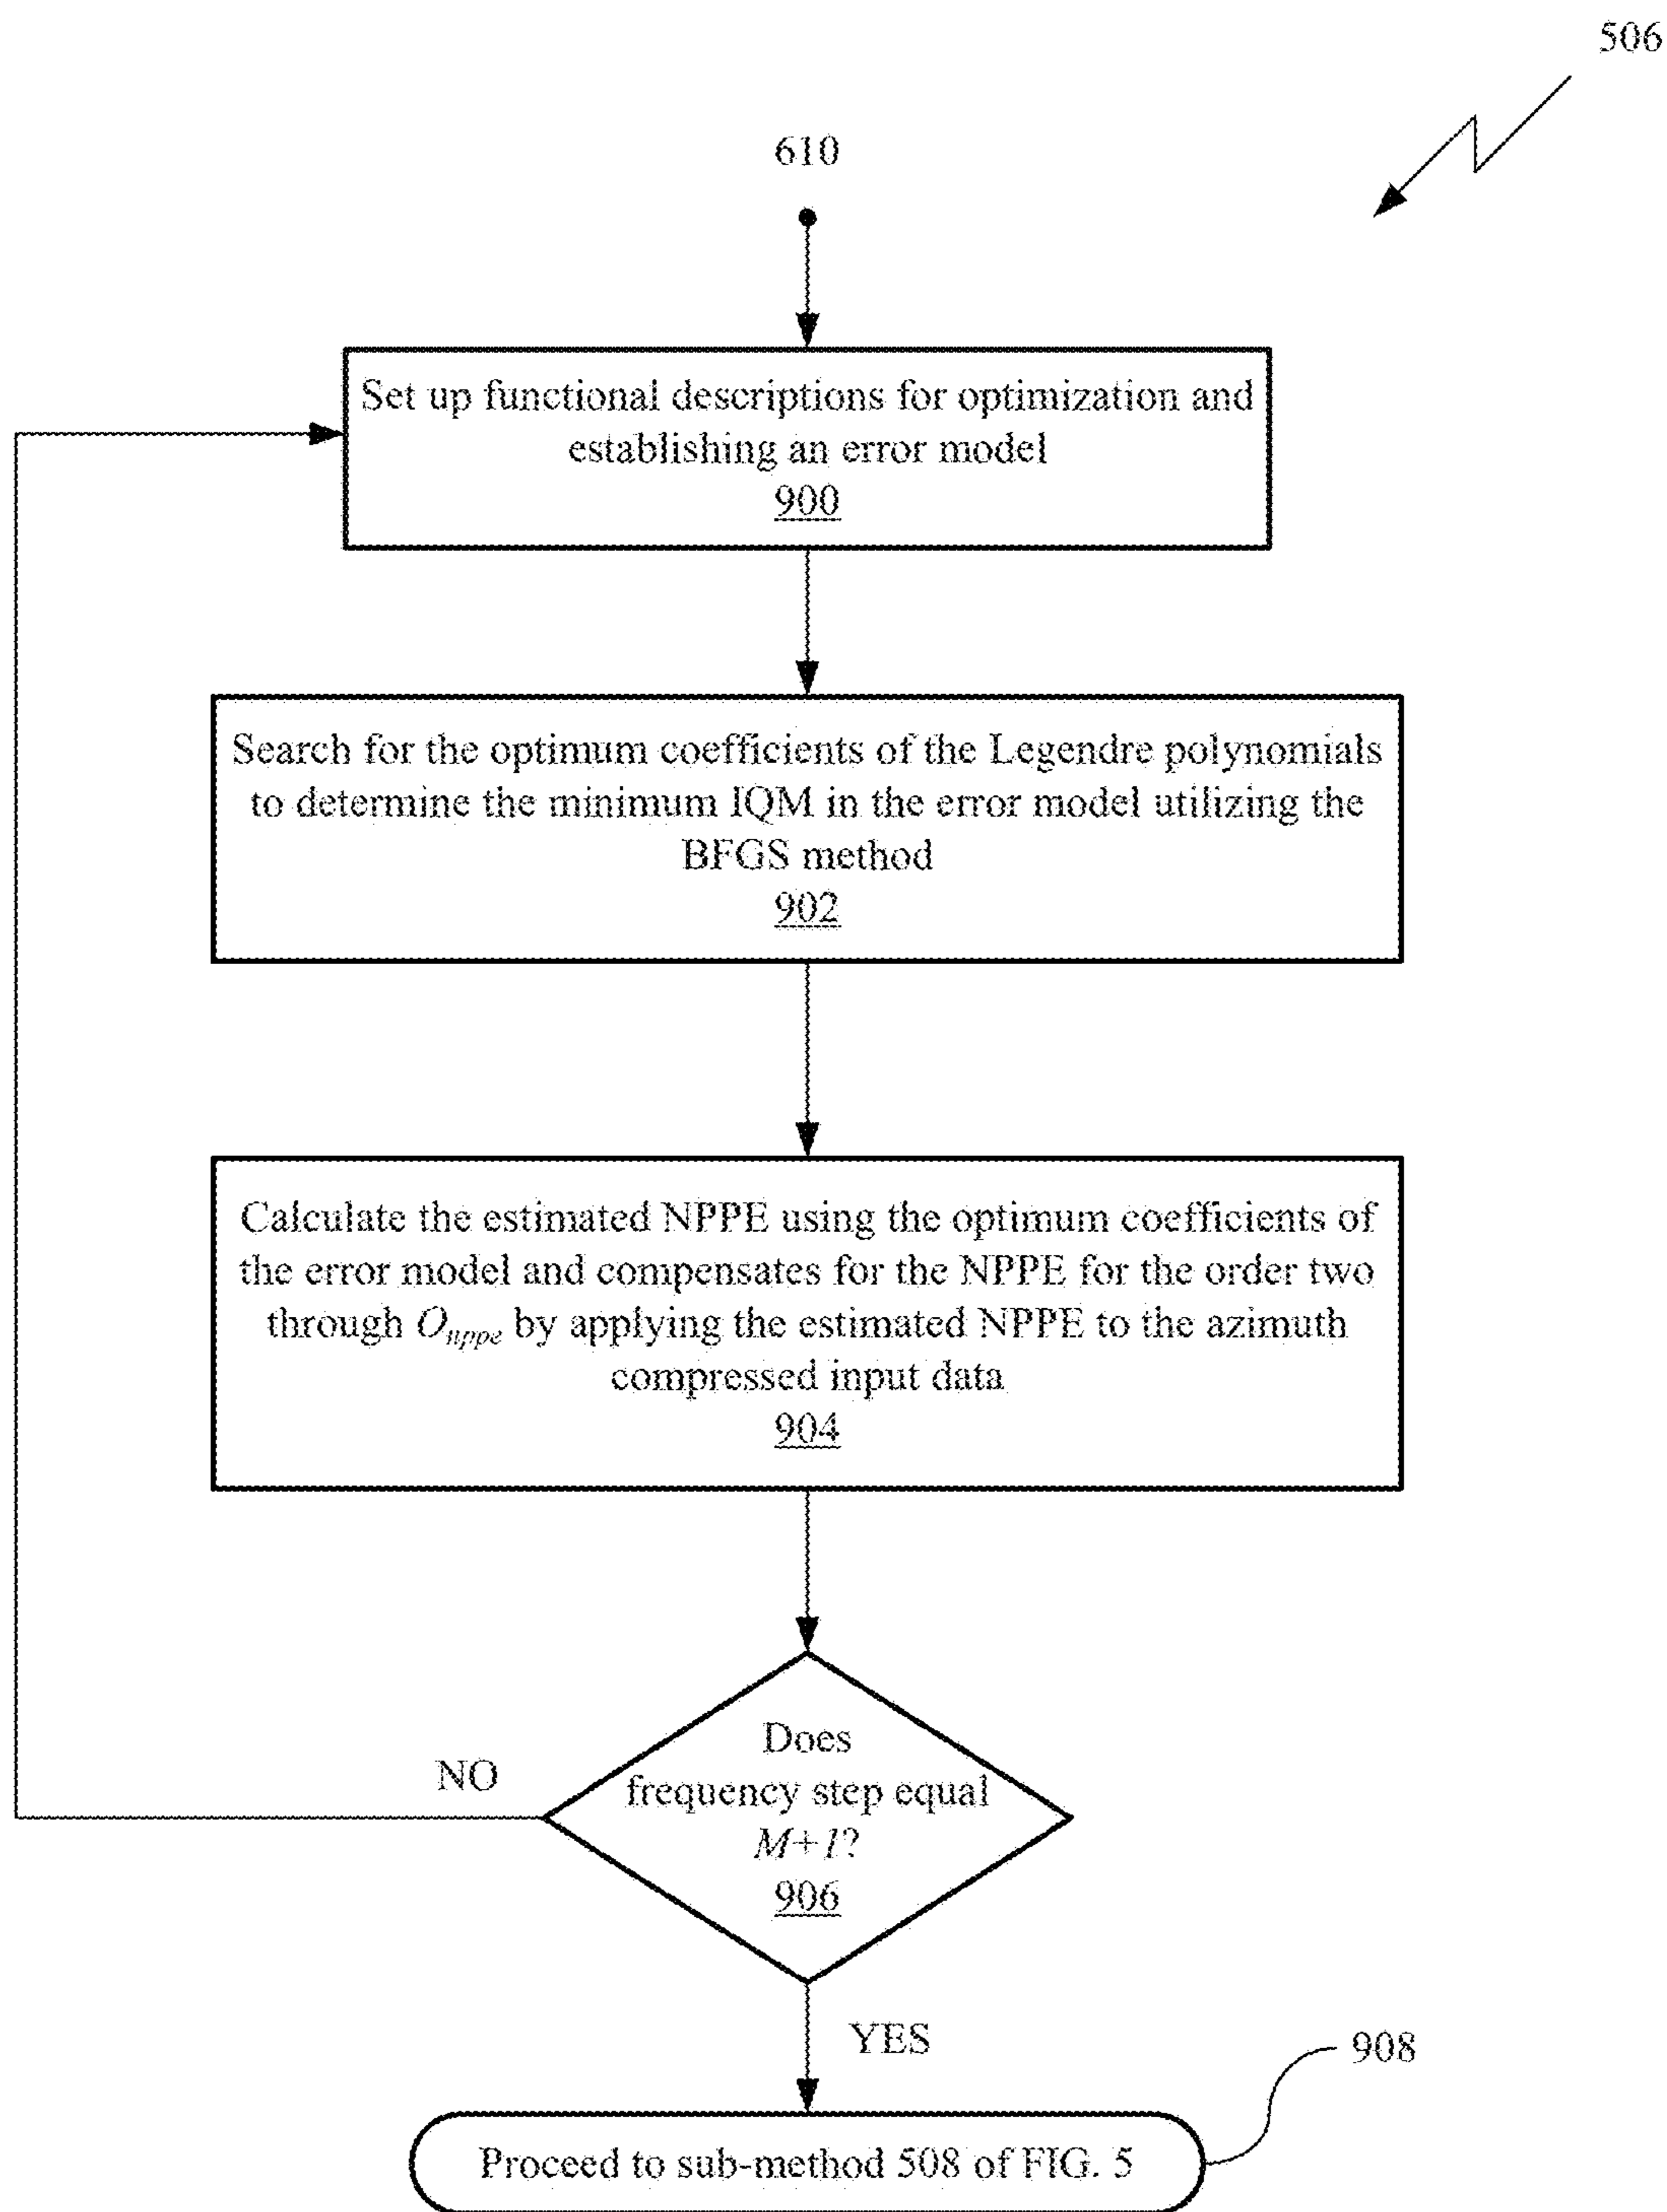 506
610
Set up functional descriptions for optimization and
establishing an error model
900
Search for the optimum coefficients of the Legendre polynomials
to determine the minimum IQM in the error model utilizing the
BFGS method
902
Calculate the estimated NPPE using the optimum coefficients of
the error model and compensates for the NPPE for the order two
through O_nppe by applying the estimated NPPE to the azimuth
compressed input data
904
Does
frequency step equal
M+1?
906
NO
YES
908
Proceed to sub-method 508 of FIG. 5